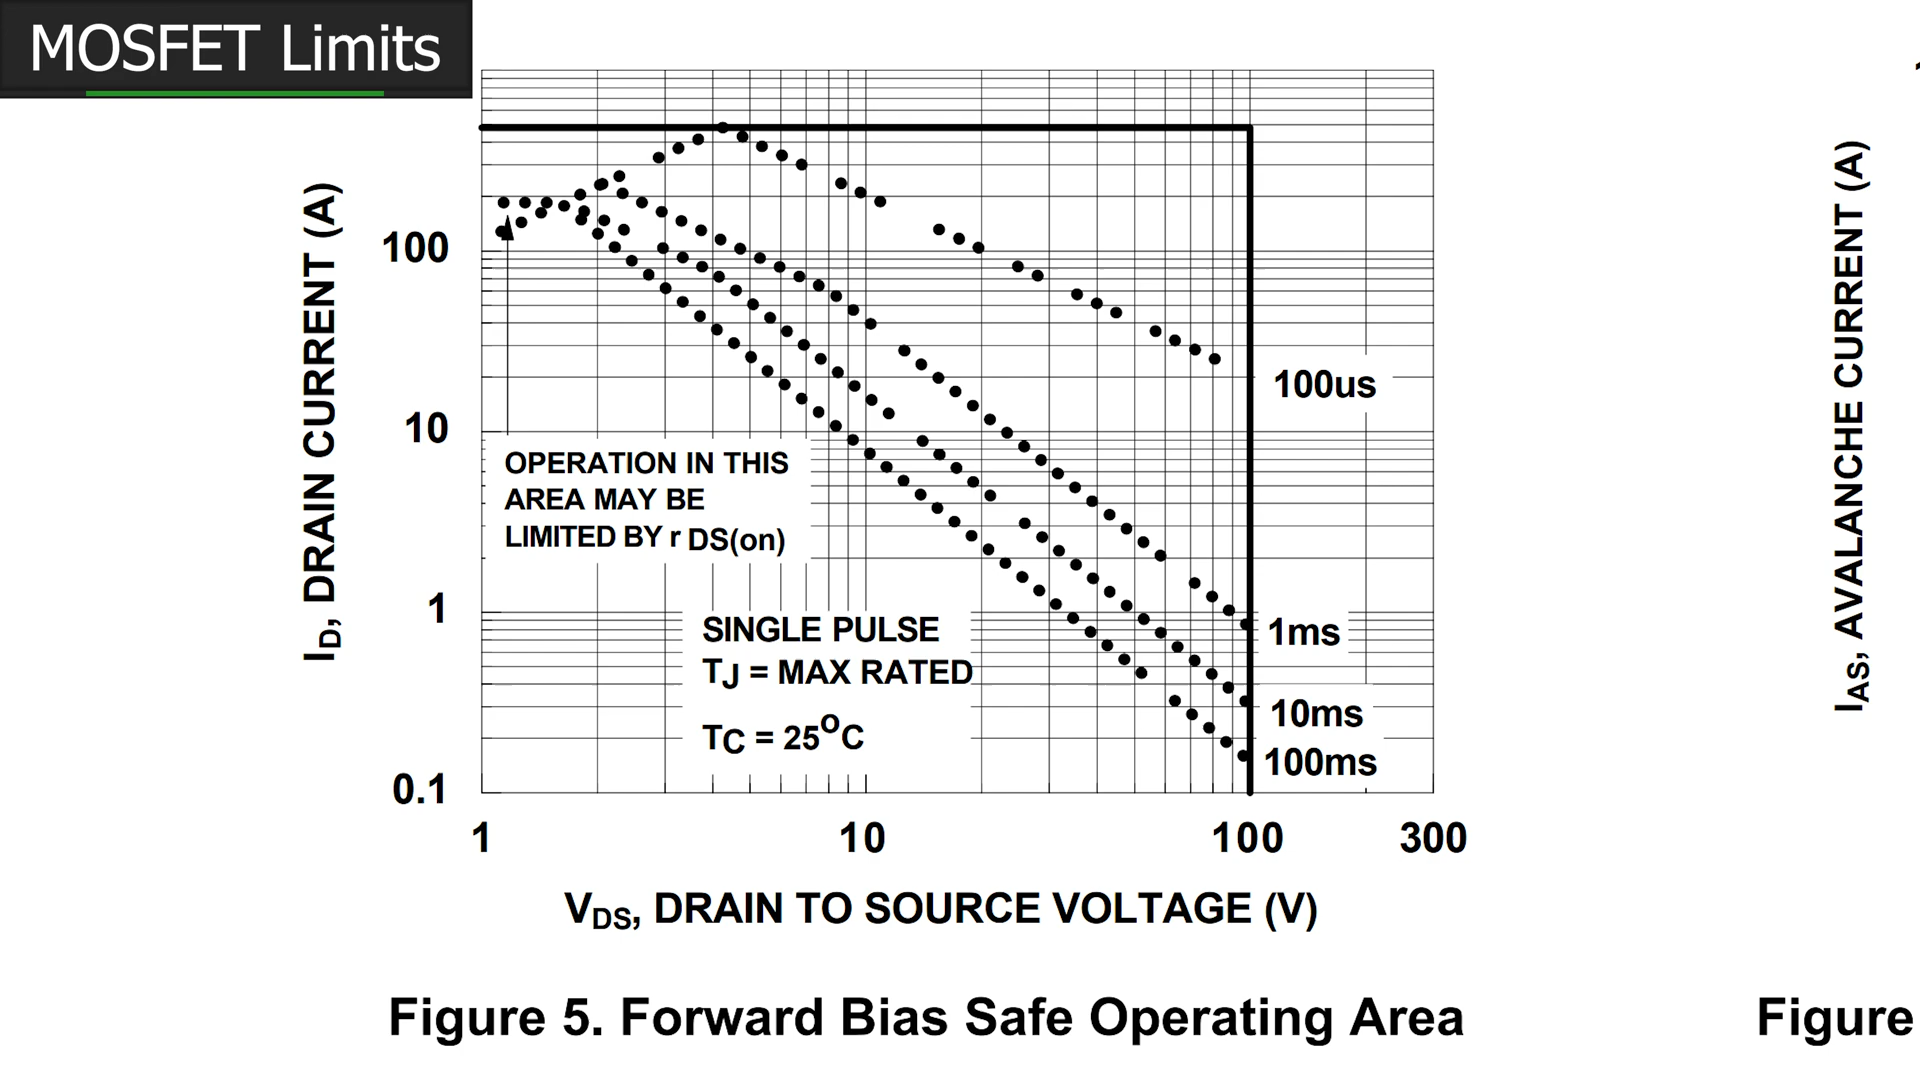 MOSFET Limits
ID, DRAIN CURRENT (A)
100
10
1
0.1
OPERATION IN THIS
AREA MAY BE
LIMITED BY r DS(on)
SINGLE PULSE
TJ = MAX RATED
TC = 25°C
100us
1ms
10ms
100ms
1 10 100 300
VDS, DRAIN TO SOURCE VOLTAGE (V)
Figure 5. Forward Bias Safe Operating Area
IAS, AVALANCHE CURRENT (A)
Figure